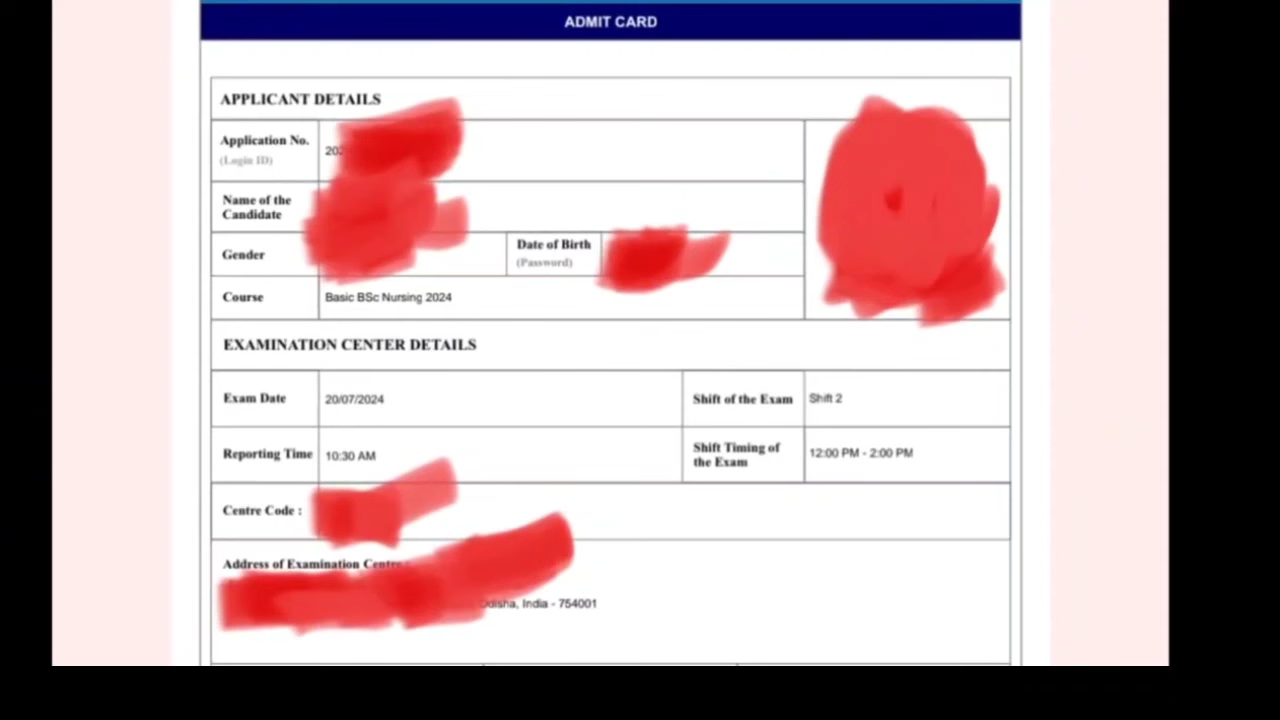 ADMIT CARD
APPLICANT DETAILS
Application No.
(Login ID)
202
Name of the
Candidate
Gender
Date of Birth
(Password)
Course
Basic BSc Nursing 2024
EXAMINATION CENTER DETAILS
Exam Date
20/07/2024
Shift of the Exam
Shift 2
Reporting Time
10:30 AM
Shift Timing of
the Exam
12:00 PM - 2:00 PM
Centre Code :
Address of Examination Centre :
Odisha, India - 754001